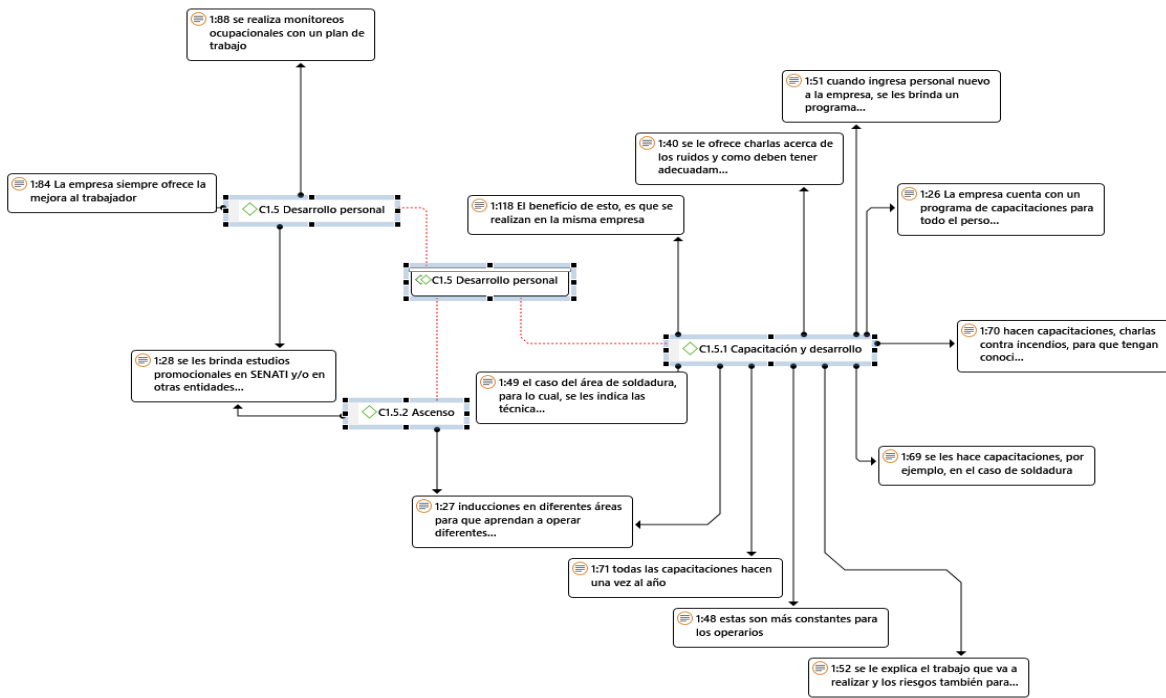 1:88 se realiza monitoreos
ocupacionales con un plan de
trabajo
1:51 cuando ingresa personal nuevo
a la empresa, se les brinda un
programa...
1:40 se le ofrece charlas acerca de
los ruidos y como deben tener
adecuadam...
1:84 La empresa siempre ofrece la
mejora al trabajador
C1.5 Desarrollo personal
1:118 El beneficio de esto, es que se
realizan en la misma empresa
1:26 La empresa cuenta con un
programa de capacitaciones para
todo el perso...
C1.5 Desarrollo personal
1:70 hacen capacitaciones, charlas
contra incendios, para que tengan
conoci...
C1.5.1 Capacitación y desarrollo
1:28 se les brinda estudios
promocionales en SENATI y/o en
otras entidades...
1:49 el caso del área de soldadura,
para lo cual, se les indica las
técnica...
C1.5.2 Ascenso
1:69 se les hace capacitaciones, por
ejemplo, en el caso de soldadura
1:27 inducciones en diferentes áreas
para que aprendan a operar
diferentes...
1:71 todas las capacitaciones hacen
una vez al año
1:48 estas son más constantes para
los operarios
1:52 se le explica el trabajo que va a
realizar y los riesgos también para...